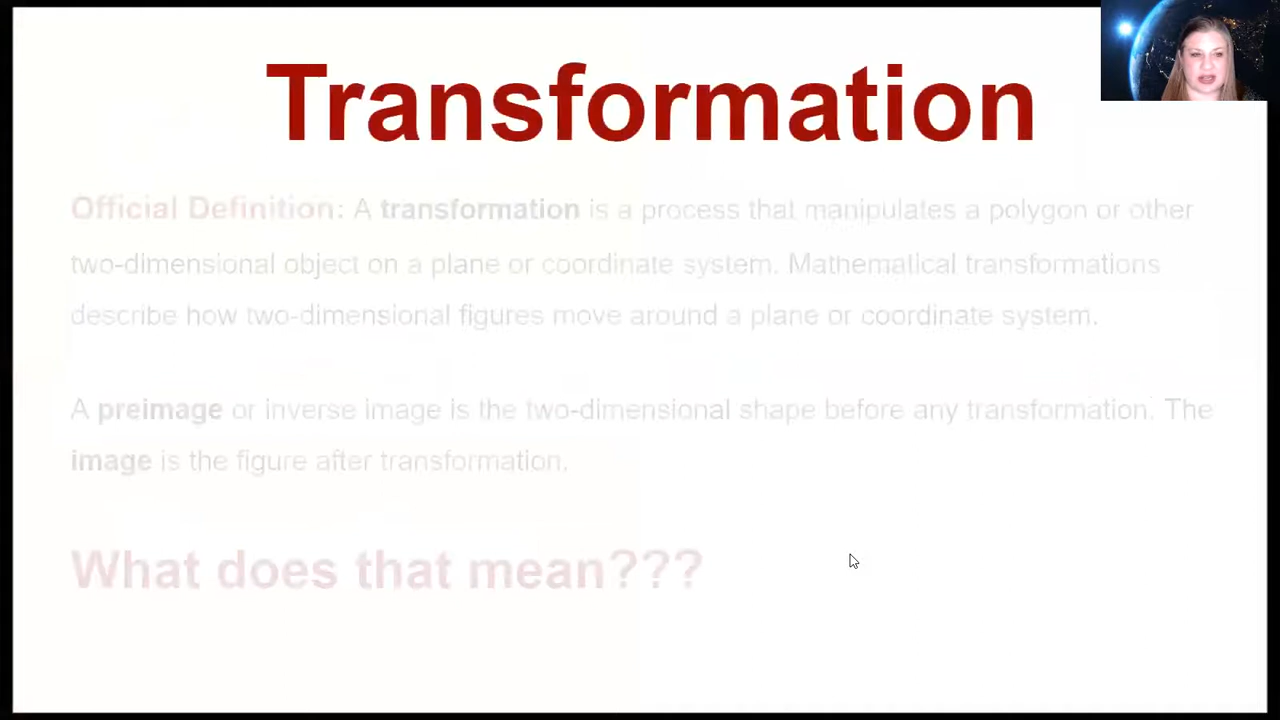 Transformation
Official Definition: A transformation is a process that manipulates a polygon or other
two-dimensional object on a plane or coordinate system. Mathematical transformations
describe how two-dimensional figures move around a plane or coordinate system.
A preimage or inverse image is the two-dimensional shape before any transformation. The
image is the figure after transformation.
What does that mean???